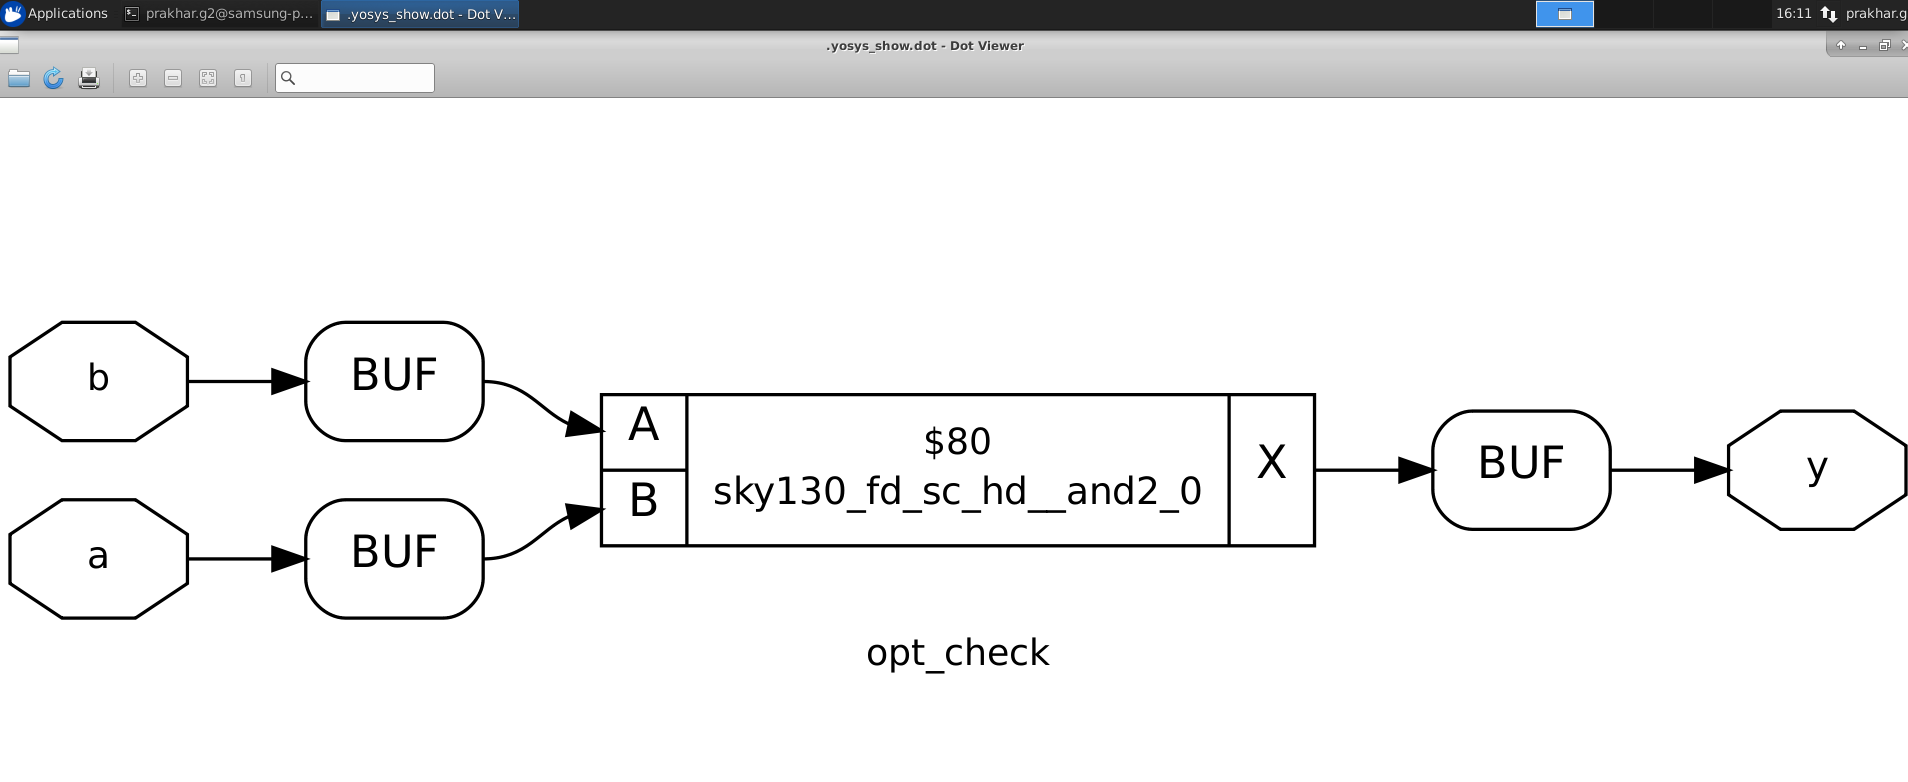 Applications
prakhar.g2@samsung-p...
.yosys_show.dot - Dot V...
16:11
prakhar.g
.yosys_show.dot - Dot Viewer
b
BUF
A
$80
sky130_fd_sc_hd__and2_0
X
BUF
y
a
BUF
B
opt_check